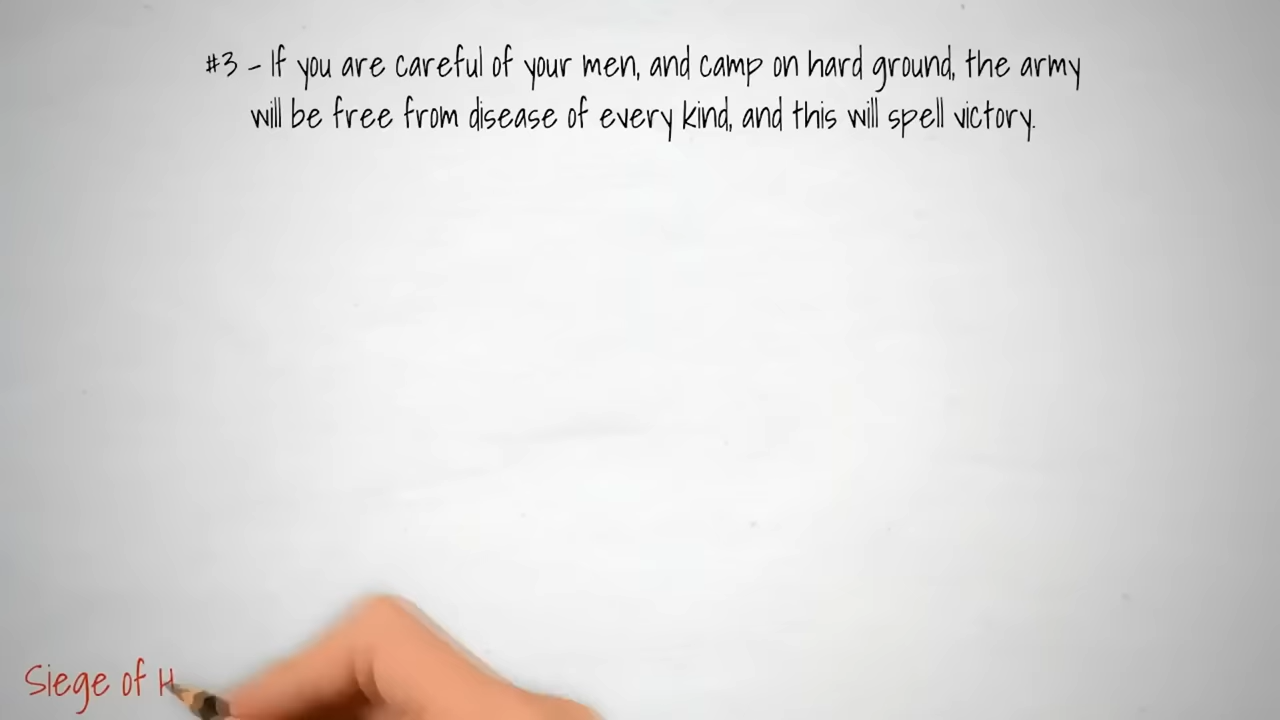 #3 - If you are careful of your men, and camp on hard ground, the army
will be free from disease of every kind, and this will spell victory.
Siege of H